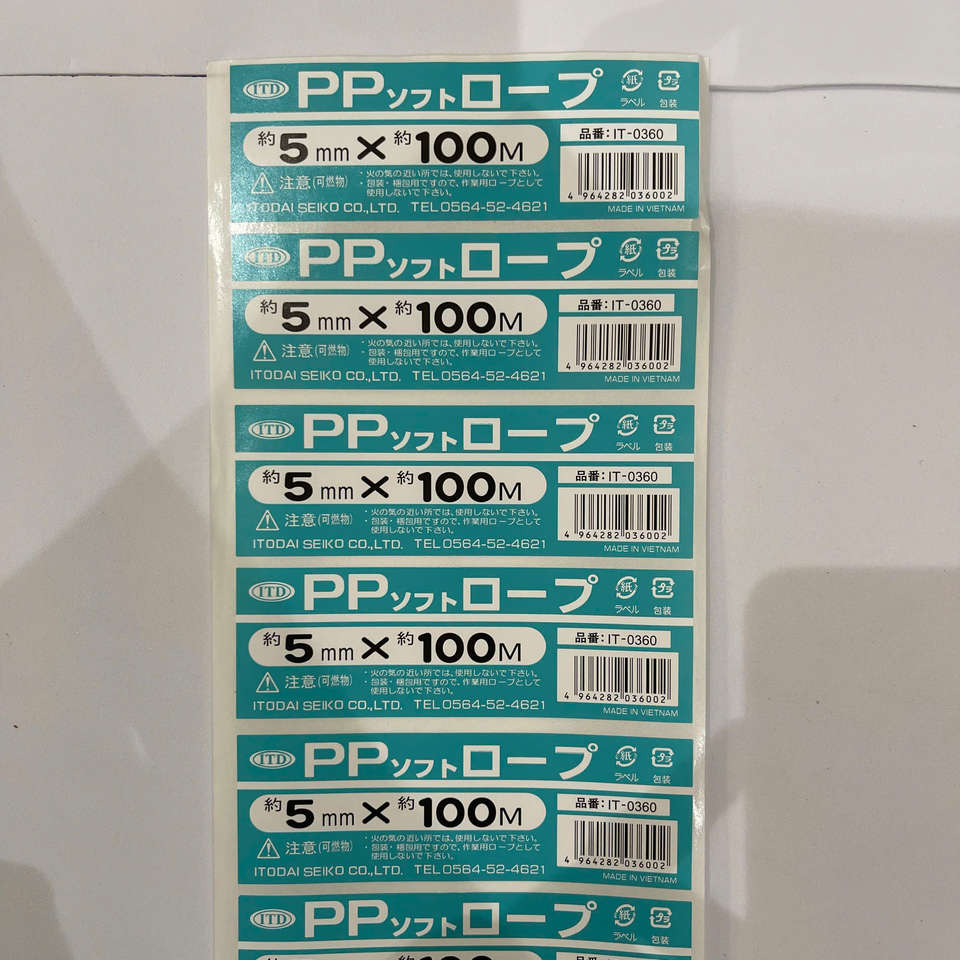 ITD PPソフトロープ 紙 プラ
ラベル 包装
約5mm×約100M 品番:IT-0360
⚠注意(可燃物) ・火の気の近い所では、使用しないで下さい。
・包装・梱包用ですので、作業用ロープとして
使用しないで下さい。
4 964282 036002
ITODAI SEIKO CO.,LTD. TEL0564-52-4621 MADE IN VIETNAM
ITD PPソフトロープ 紙 プラ
ラベル 包装
約5mm×約100M 品番:IT-0360
⚠注意(可燃物) ・火の気の近い所では、使用しないで下さい。
・包装・梱包用ですので、作業用ロープとして
使用しないで下さい。
4 964282 036002
ITODAI SEIKO CO.,LTD. TEL0564-52-4621 MADE IN VIETNAM
ITD PPソフトロープ 紙 プラ
ラベル 包装
約5mm×約100M 品番:IT-0360
⚠注意(可燃物) ・火の気の近い所では、使用しないで下さい。
・包装・梱包用ですので、作業用ロープとして
使用しないで下さい。
4 964282 036002
ITODAI SEIKO CO.,LTD. TEL0564-52-4621 MADE IN VIETNAM
ITD PPソフトロープ 紙 プラ
ラベル 包装
約5mm×約100M 品番:IT-0360
⚠注意(可燃物) ・火の気の近い所では、使用しないで下さい。
・包装・梱包用ですので、作業用ロープとして
使用しないで下さい。
4 964282 036002
ITODAI SEIKO CO.,LTD. TEL0564-52-4621 MADE IN VIETNAM
ITD PPソフトロープ 紙 プラ
ラベル 包装
約5mm×約100M 品番:IT-0360
⚠注意(可燃物) ・火の気の近い所では、使用しないで下さい。
・包装・梱包用ですので、作業用ロープとして
使用しないで下さい。
4 964282 036002
ITODAI SEIKO CO.,LTD. TEL0564-52-4621 MADE IN VIETNAM
ITD PPソフトロープ 紙 プラ
ラベル 包装